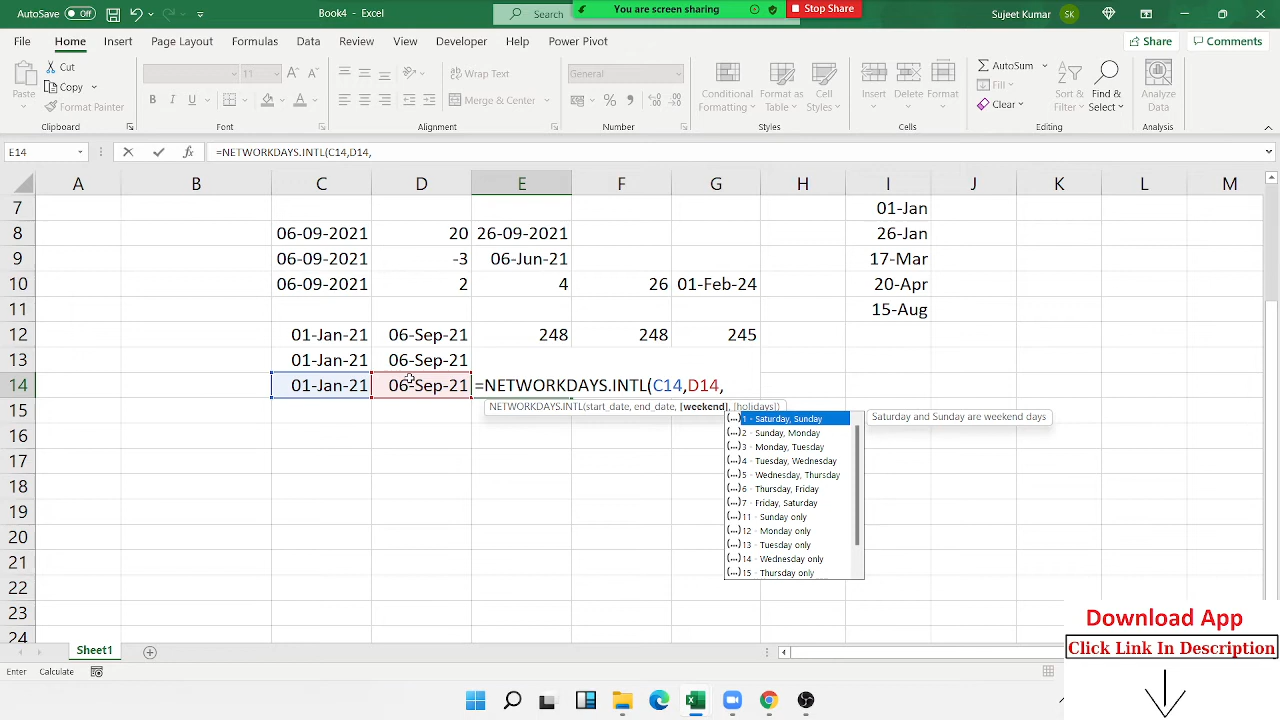 AutoSave Off Book4 - Excel Search You are screen sharing Stop Share Sujeet Kumar SK
File Home Insert Page Layout Formulas Data Review View Developer Help Power Pivot Share Comments
Paste Cut Copy Format Painter
11 General
B I U Wrap Text Merge & Center
Conditional Formatting Format as Table Cell Styles Insert Delete Format
AutoSum Fill Clear Sort & Filter Find & Select Analyze Data
Clipboard Font Alignment Number Styles Cells Editing Analysis
E14 fx =NETWORKDAYS.INTL(C14,D14,
A B C D E F G H I J K L M
7 01-Jan
8 06-09-2021 20 26-09-2021 26-Jan
9 06-09-2021 -3 06-Jun-21 17-Mar
10 06-09-2021 2 4 26 01-Feb-24 20-Apr
11 15-Aug
12 01-Jan-21 06-Sep-21 248 248 245
13 01-Jan-21 06-Sep-21
14 01-Jan-21 06-Sep-21 =NETWORKDAYS.INTL(C14,D14,
15 NETWORKDAYS.INTL(start_date, end_date, [weekend], [holidays])
(...) 1 - Saturday, Sunday Saturday and Sunday are weekend days
16 (...) 2 - Sunday, Monday
(...) 3 - Monday, Tuesday
17 (...) 4 - Tuesday, Wednesday
(...) 5 - Wednesday, Thursday
18 (...) 6 - Thursday, Friday
(...) 7 - Friday, Saturday
19 (...) 11 - Sunday only
20 (...) 12 - Monday only
(...) 13 - Tuesday only
21 (...) 14 - Wednesday only
(...) 15 - Thursday only
22
23
24
Download App
Click Link In Description
Sheet1
Enter Calculate